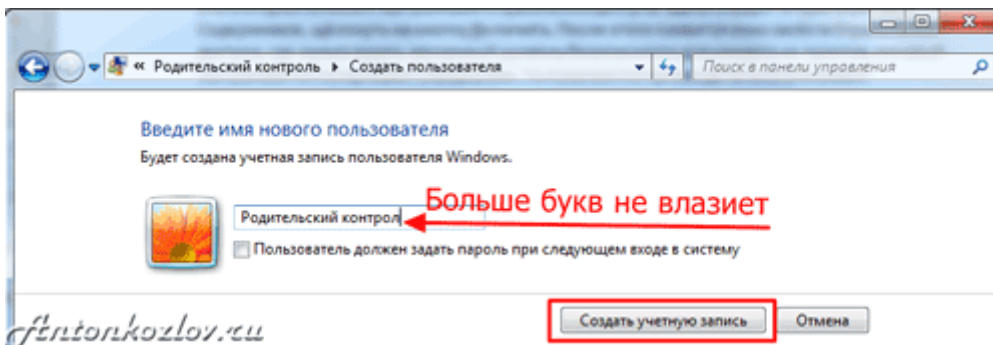 « Родительский контроль ▸ Создать пользователя
Поиск в панели управления
Введите имя нового пользователя
Будет создана учетная запись пользователя Windows.
Больше букв не влазиет
Родительский контрол
Пользователь должен задать пароль при следующем входе в систему
Создать учетную запись
Отмена
Antonkozlov.ru